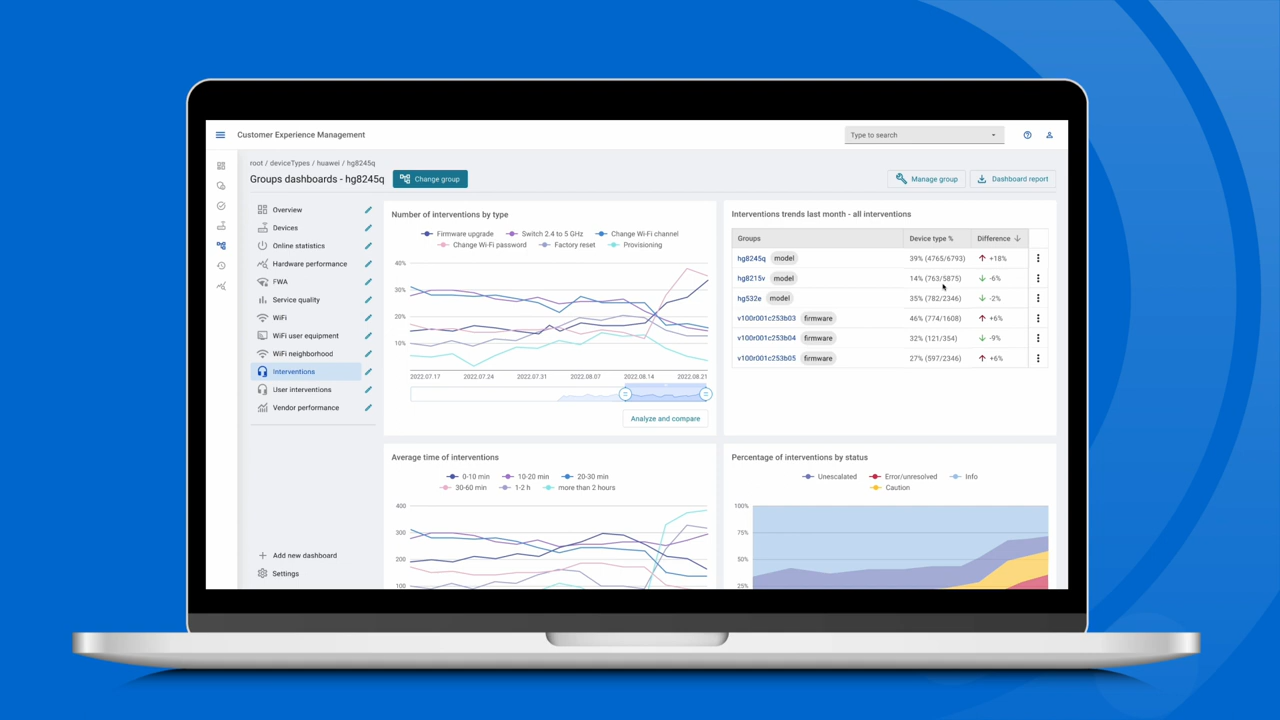 Customer Experience Management
Type to search
root / deviceTypes / huawei / hg8245q
Groups dashboards - hg8245q
Change group
Manage group
Dashboard report
Overview
Devices
Online statistics
Hardware performance
FWA
Service quality
WiFi
WiFi user equipment
WiFi neighborhood
Interventions
User interventions
Vendor performance
Add new dashboard
Settings
Number of interventions by type
Firmware upgrade Switch 2.4 to 5 GHz Change Wi-Fi channel
Change Wi-Fi password Factory reset Provisioning
40%
30%
20%
10%
2022.07.17 2022.07.24 2022.07.31 2022.08.07 2022.08.14 2022.08.21
Analyze and compare
Interventions trends last month - all interventions
Groups Device type % Difference
hg8245q model 39% (4765/6793) +18%
hg8215v model 14% (763/5875) -6%
hg532e model 35% (782/2346) -2%
v100r001c253b03 firmware 46% (774/1608) +6%
v100r001c253b04 firmware 32% (121/354) -9%
v100r001c253b05 firmware 27% (597/2346) +6%
Average time of interventions
0-10 min 10-20 min 20-30 min
30-60 min 1-2 h more than 2 hours
400
300
200
100
Percentage of interventions by status
Unescalated Error/unresolved Info
Caution
100%
75%
50%
25%